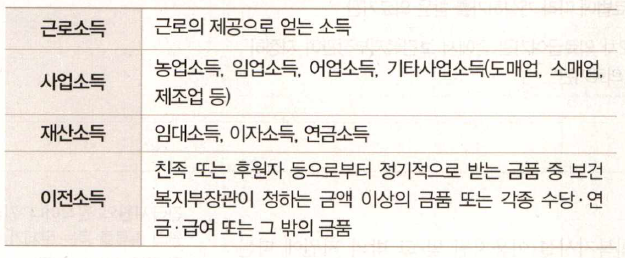 근로소득 근로의 제공으로 얻는 소득
사업소득 농업소득, 임업소득, 어업소득, 기타사업소득(도매업, 소매업,
제조업 등)
재산소득 임대소득, 이자소득, 연금소득
이전소득 친족 또는 후원자 등으로부터 정기적으로 받는 금품 중 보건
복지부장관이 정하는 금액 이상의 금품 또는 각종 수당·연
금·급여 또는 그 밖의 금품